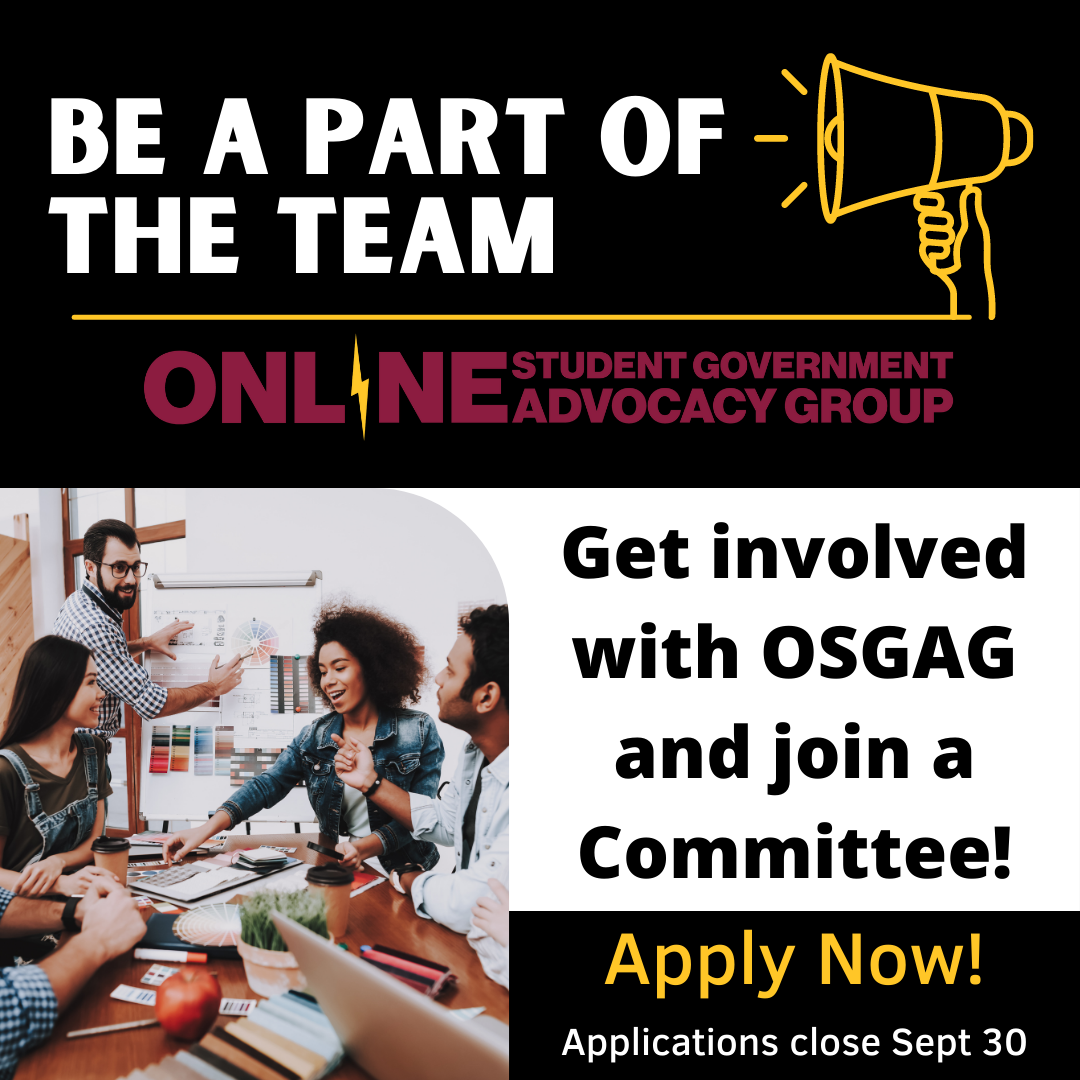 BE A PART OF
THE TEAM
ONLINE STUDENT GOVERNMENT
ADVOCACY GROUP
Get involved
with OSGAG
and join a
Committee!
Apply Now!
Applications close Sept 30